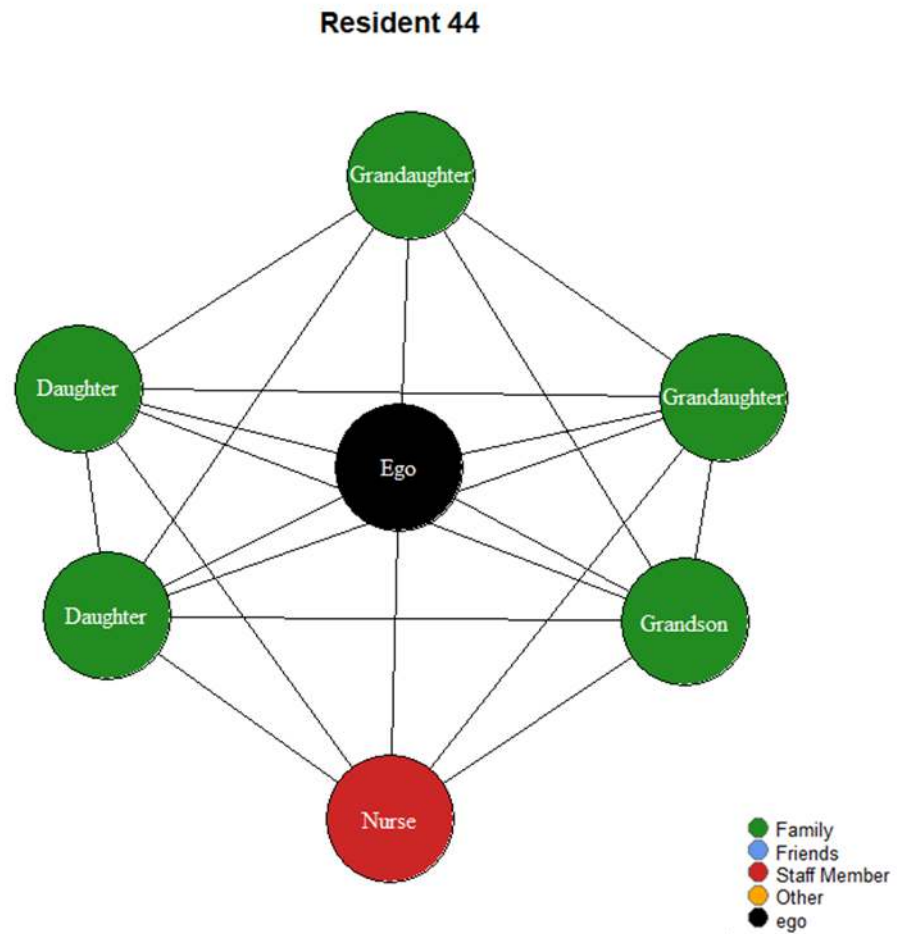 Resident 44
Grandaughter
Daughter
Grandaughter
Ego
Daughter
Grandson
Nurse
Family
Friends
Staff Member
Other
ego